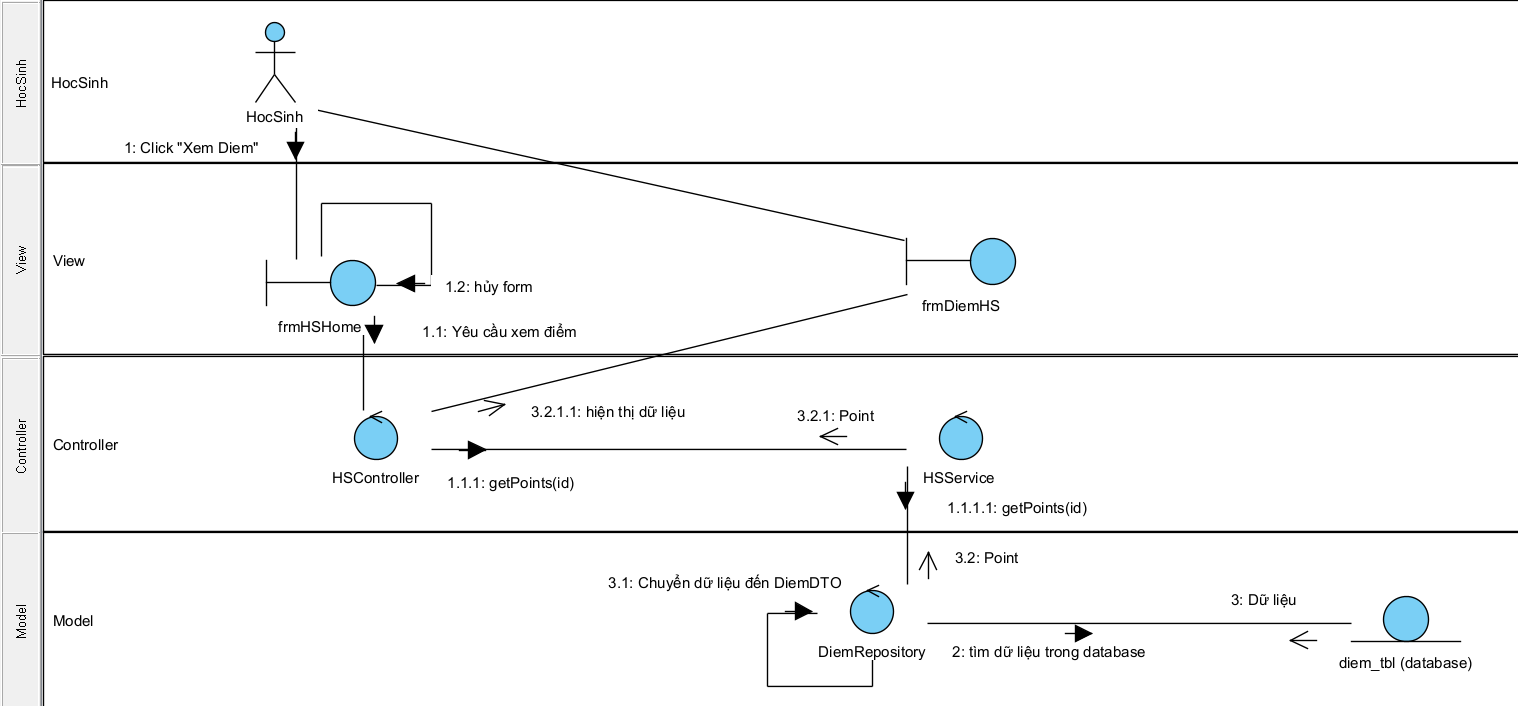 HocSinh
HocSinh
HocSinh
1: Click "Xem Diem"
View
View
1.2: hủy form
frmHSHome
1.1: Yêu cầu xem điểm
frmDiemHS
Controller
Controller
3.2.1.1: hiện thị dữ liệu
3.2.1: Point
HSController
HSService
1.1.1: getPoints(id)
1.1.1.1: getPoints(id)
Model
Model
3.2: Point
3.1: Chuyển dữ liệu đến DiemDTO
3: Dữ liệu
DiemRepository
2: tìm dữ liệu trong database
diem_tbl (database)